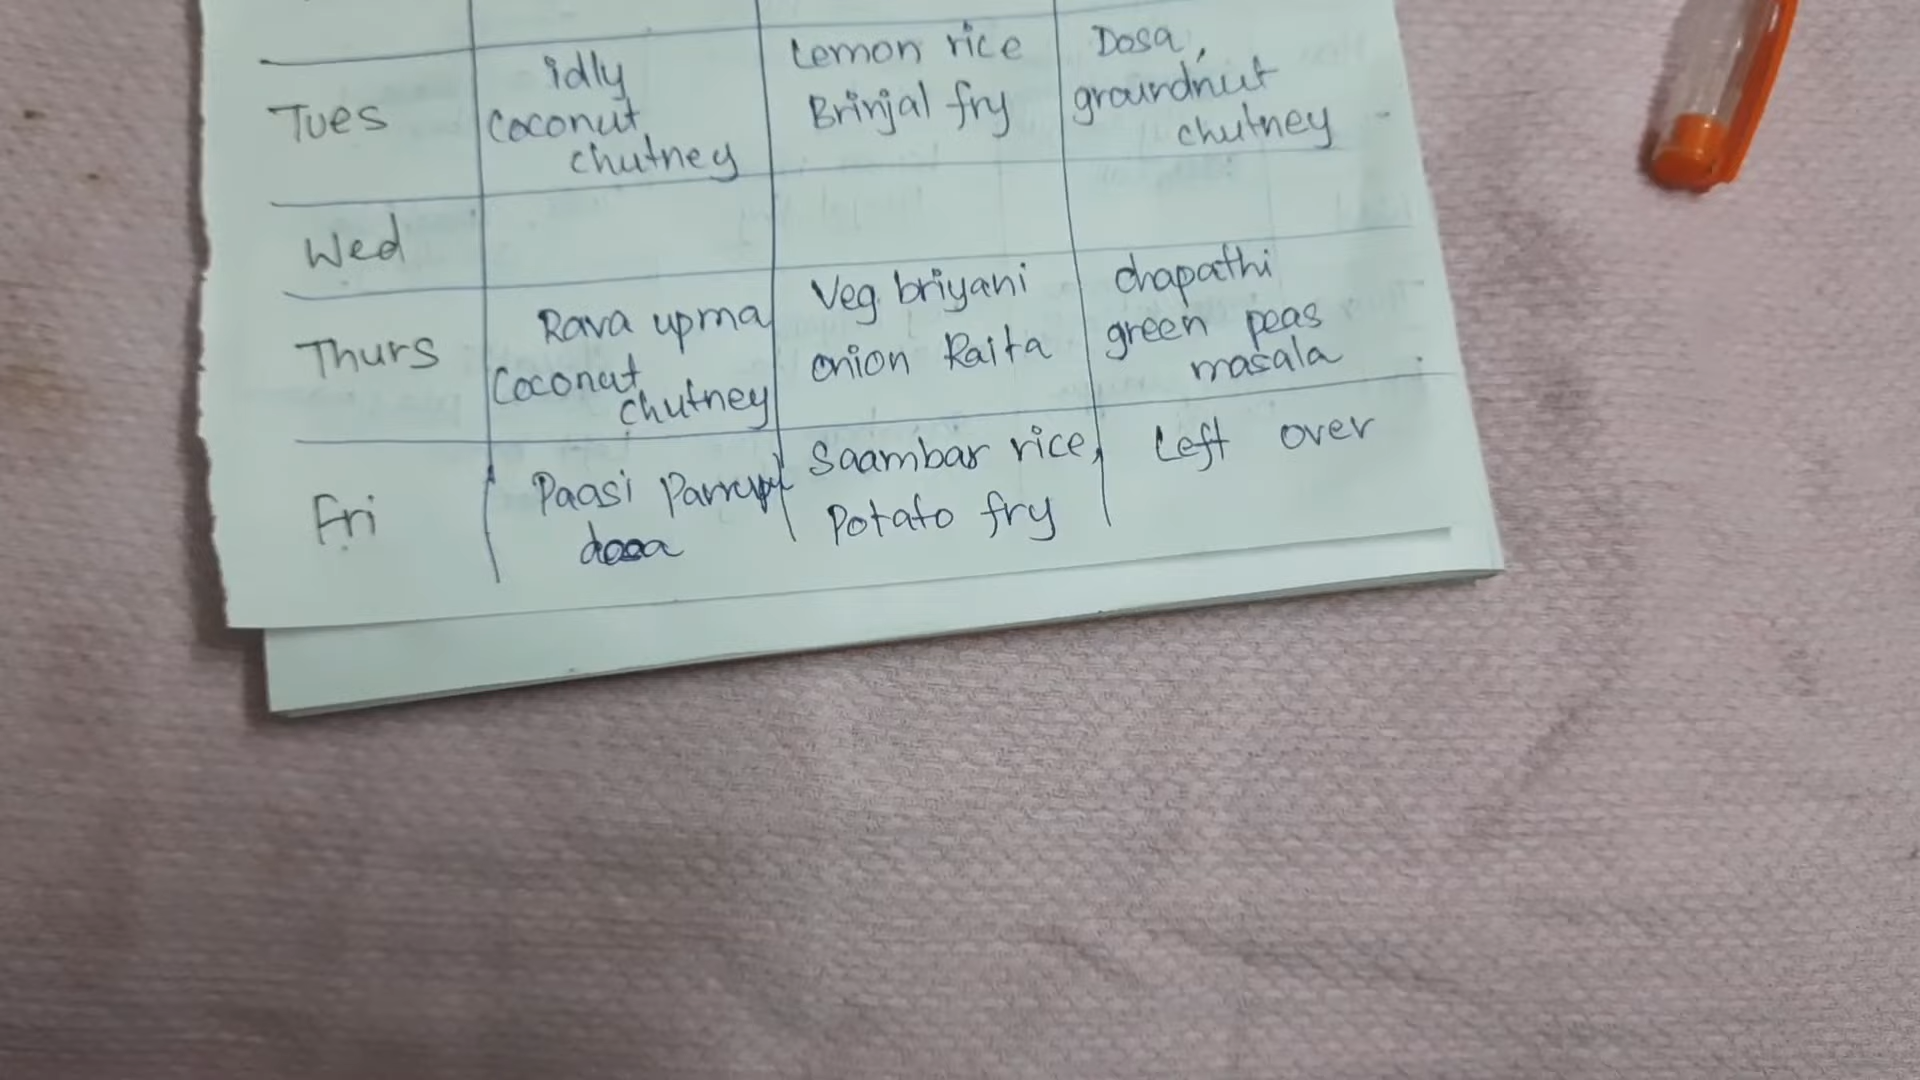 Tues
idly
coconut
chutney
Lemon rice
Brinjal fry
Dosa,
groundnut
chutney
Wed
Thurs
Rava upma
Coconut
chutney
Veg briyani
onion Raita
chapathi
green peas
masala
Fri
Paasi
dosa
Saambar rice,
Potato fry
Left over